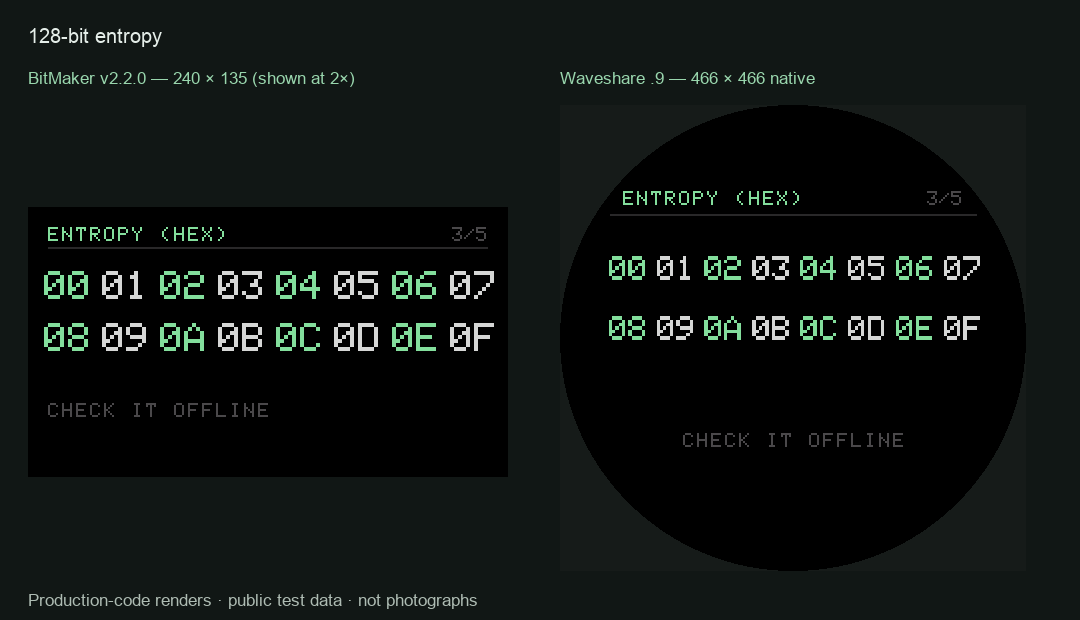 128-bit entropy
BitMaker v2.2.0 — 240 × 135 (shown at 2×)
ENTROPY (HEX) 3/5
00 01 02 03 04 05 06 07
08 09 0A 0B 0C 0D 0E 0F
CHECK IT OFFLINE
Waveshare .9 — 466 × 466 native
ENTROPY (HEX) 3/5
00 01 02 03 04 05 06 07
08 09 0A 0B 0C 0D 0E 0F
CHECK IT OFFLINE
Production-code renders · public test data · not photographs